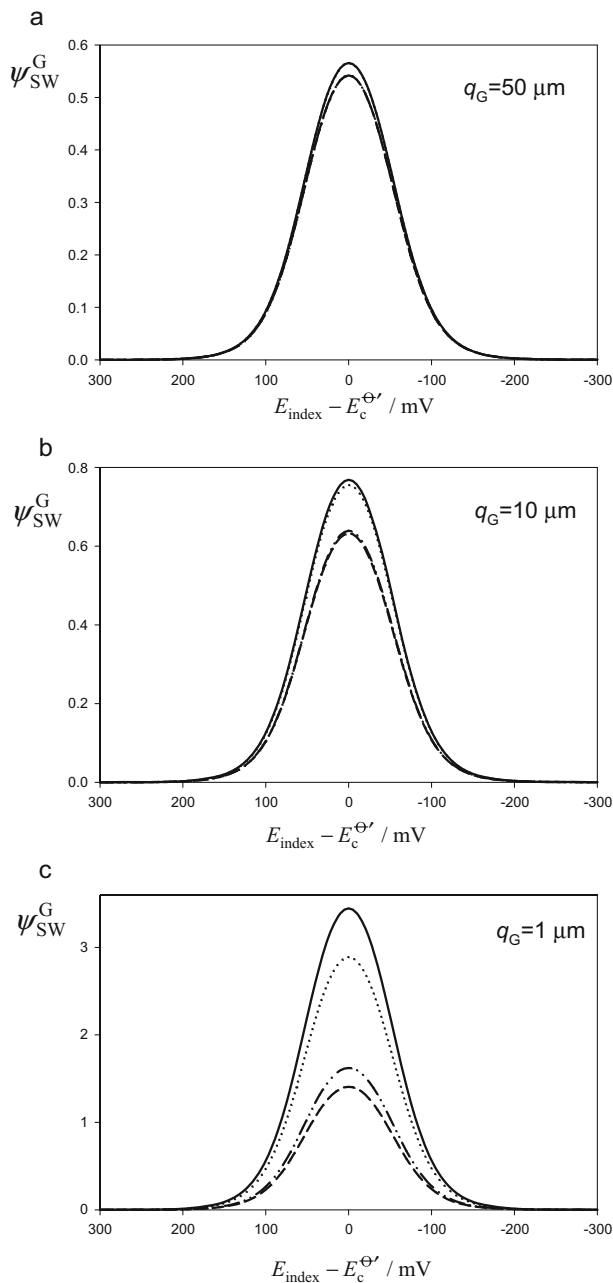 a
0.6
ψ_SW^G
q_G=50 μm
0.5
0.4
0.3
0.2
0.1
0.0
300 200 100 0 -100 -200 -300
E_index – E_c^⊖′ / mV
b
0.8
ψ_SW^G
q_G=10 μm
0.6
0.4
0.2
0.0
300 200 100 0 -100 -200 -300
E_index – E_c^⊖′ / mV
c
ψ_SW^G
q_G=1 μm
3
2
1
0
300 200 100 0 -100 -200 -300
E_index – E_c^⊖′ / mV